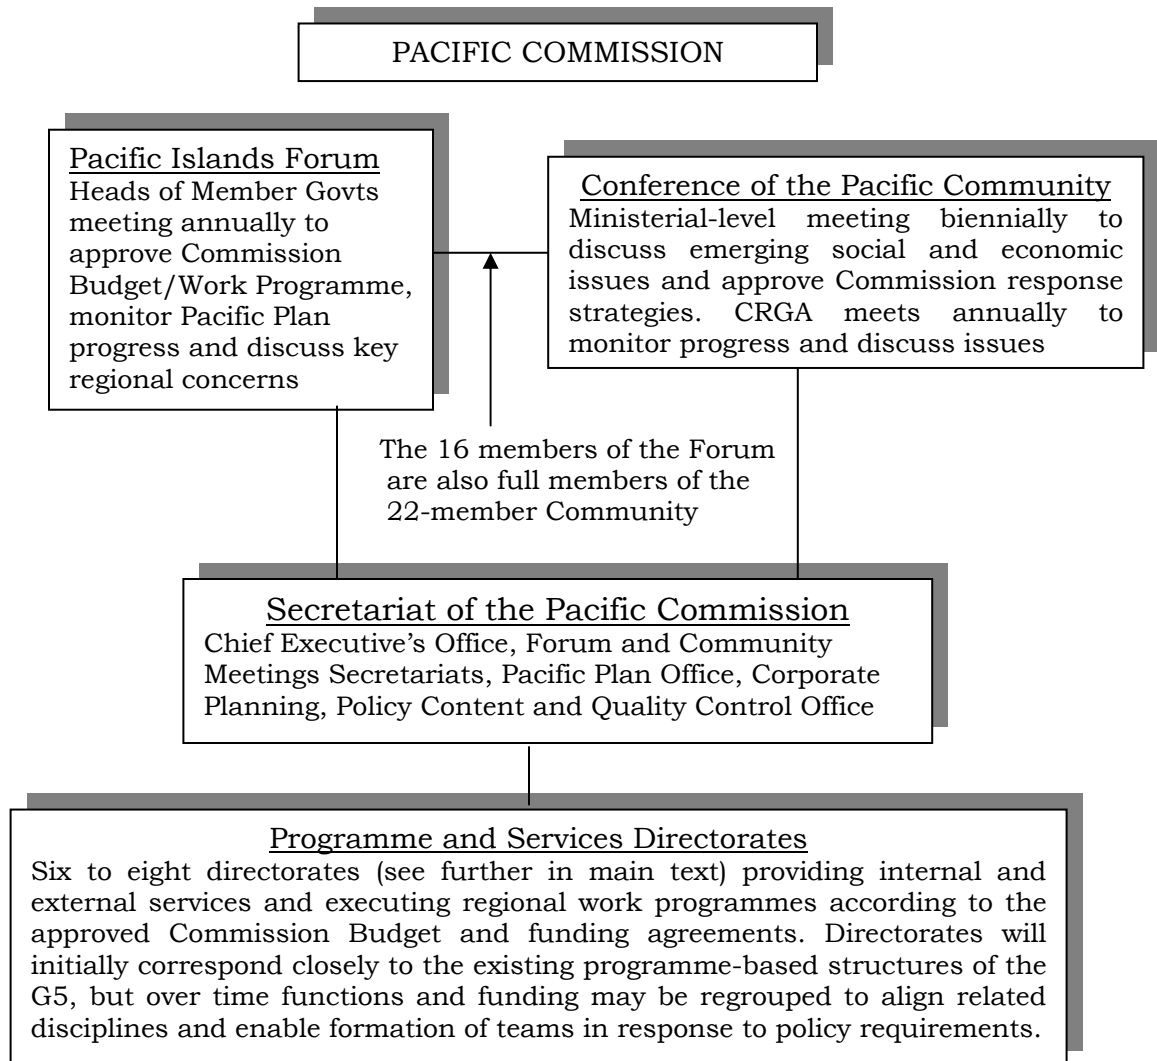 PACIFIC COMMISSION
Pacific Islands Forum
Heads of Member Govts
meeting annually to
approve Commission
Budget/Work Programme,
monitor Pacific Plan
progress and discuss key
regional concerns
Conference of the Pacific Community
Ministerial-level meeting biennially to
discuss emerging social and economic
issues and approve Commission response
strategies. CRGA meets annually to
monitor progress and discuss issues
The 16 members of the Forum
are also full members of the
22-member Community
Secretariat of the Pacific Commission
Chief Executive’s Office, Forum and Community
Meetings Secretariats, Pacific Plan Office, Corporate
Planning, Policy Content and Quality Control Office
Programme and Services Directorates
Six to eight directorates (see further in main text) providing internal and
external services and executing regional work programmes according to the
approved Commission Budget and funding agreements. Directorates will
initially correspond closely to the existing programme-based structures of the
G5, but over time functions and funding may be regrouped to align related
disciplines and enable formation of teams in response to policy requirements.